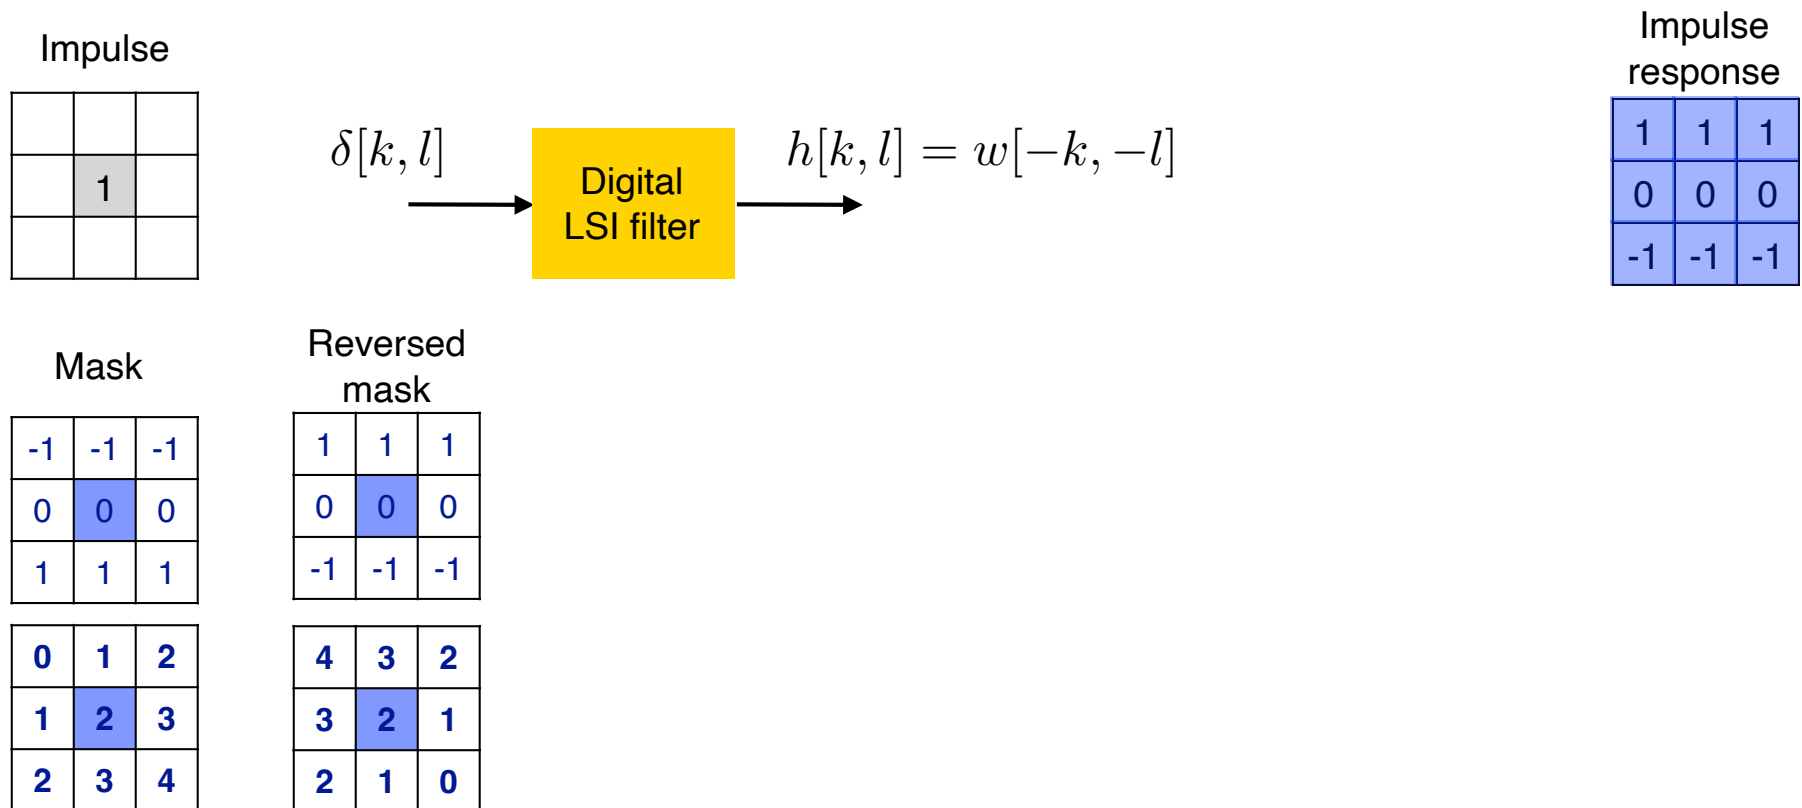 Impulse
1
δ[k, l]
Digital
LSI filter
h[k, l] = w[−k, −l]
Impulse
response
1 1 1
0 0 0
-1 -1 -1
Mask
-1 -1 -1
0 0 0
1 1 1
0 1 2
1 2 3
2 3 4
Reversed
mask
1 1 1
0 0 0
-1 -1 -1
4 3 2
3 2 1
2 1 0